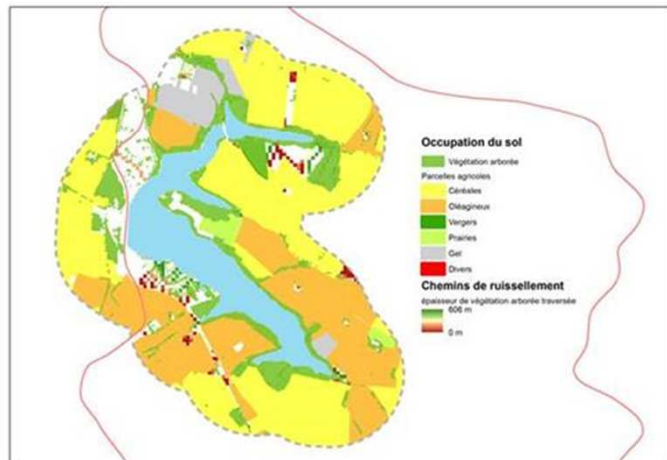 Occupation du sol
Végétation arborée
Parcelles agricoles
Céréales
Oléagineux
Vergers
Prairies
Gel
Divers
Chemins de ruissellement
épaisseur de végétation arborée traversée
606 m
0 m